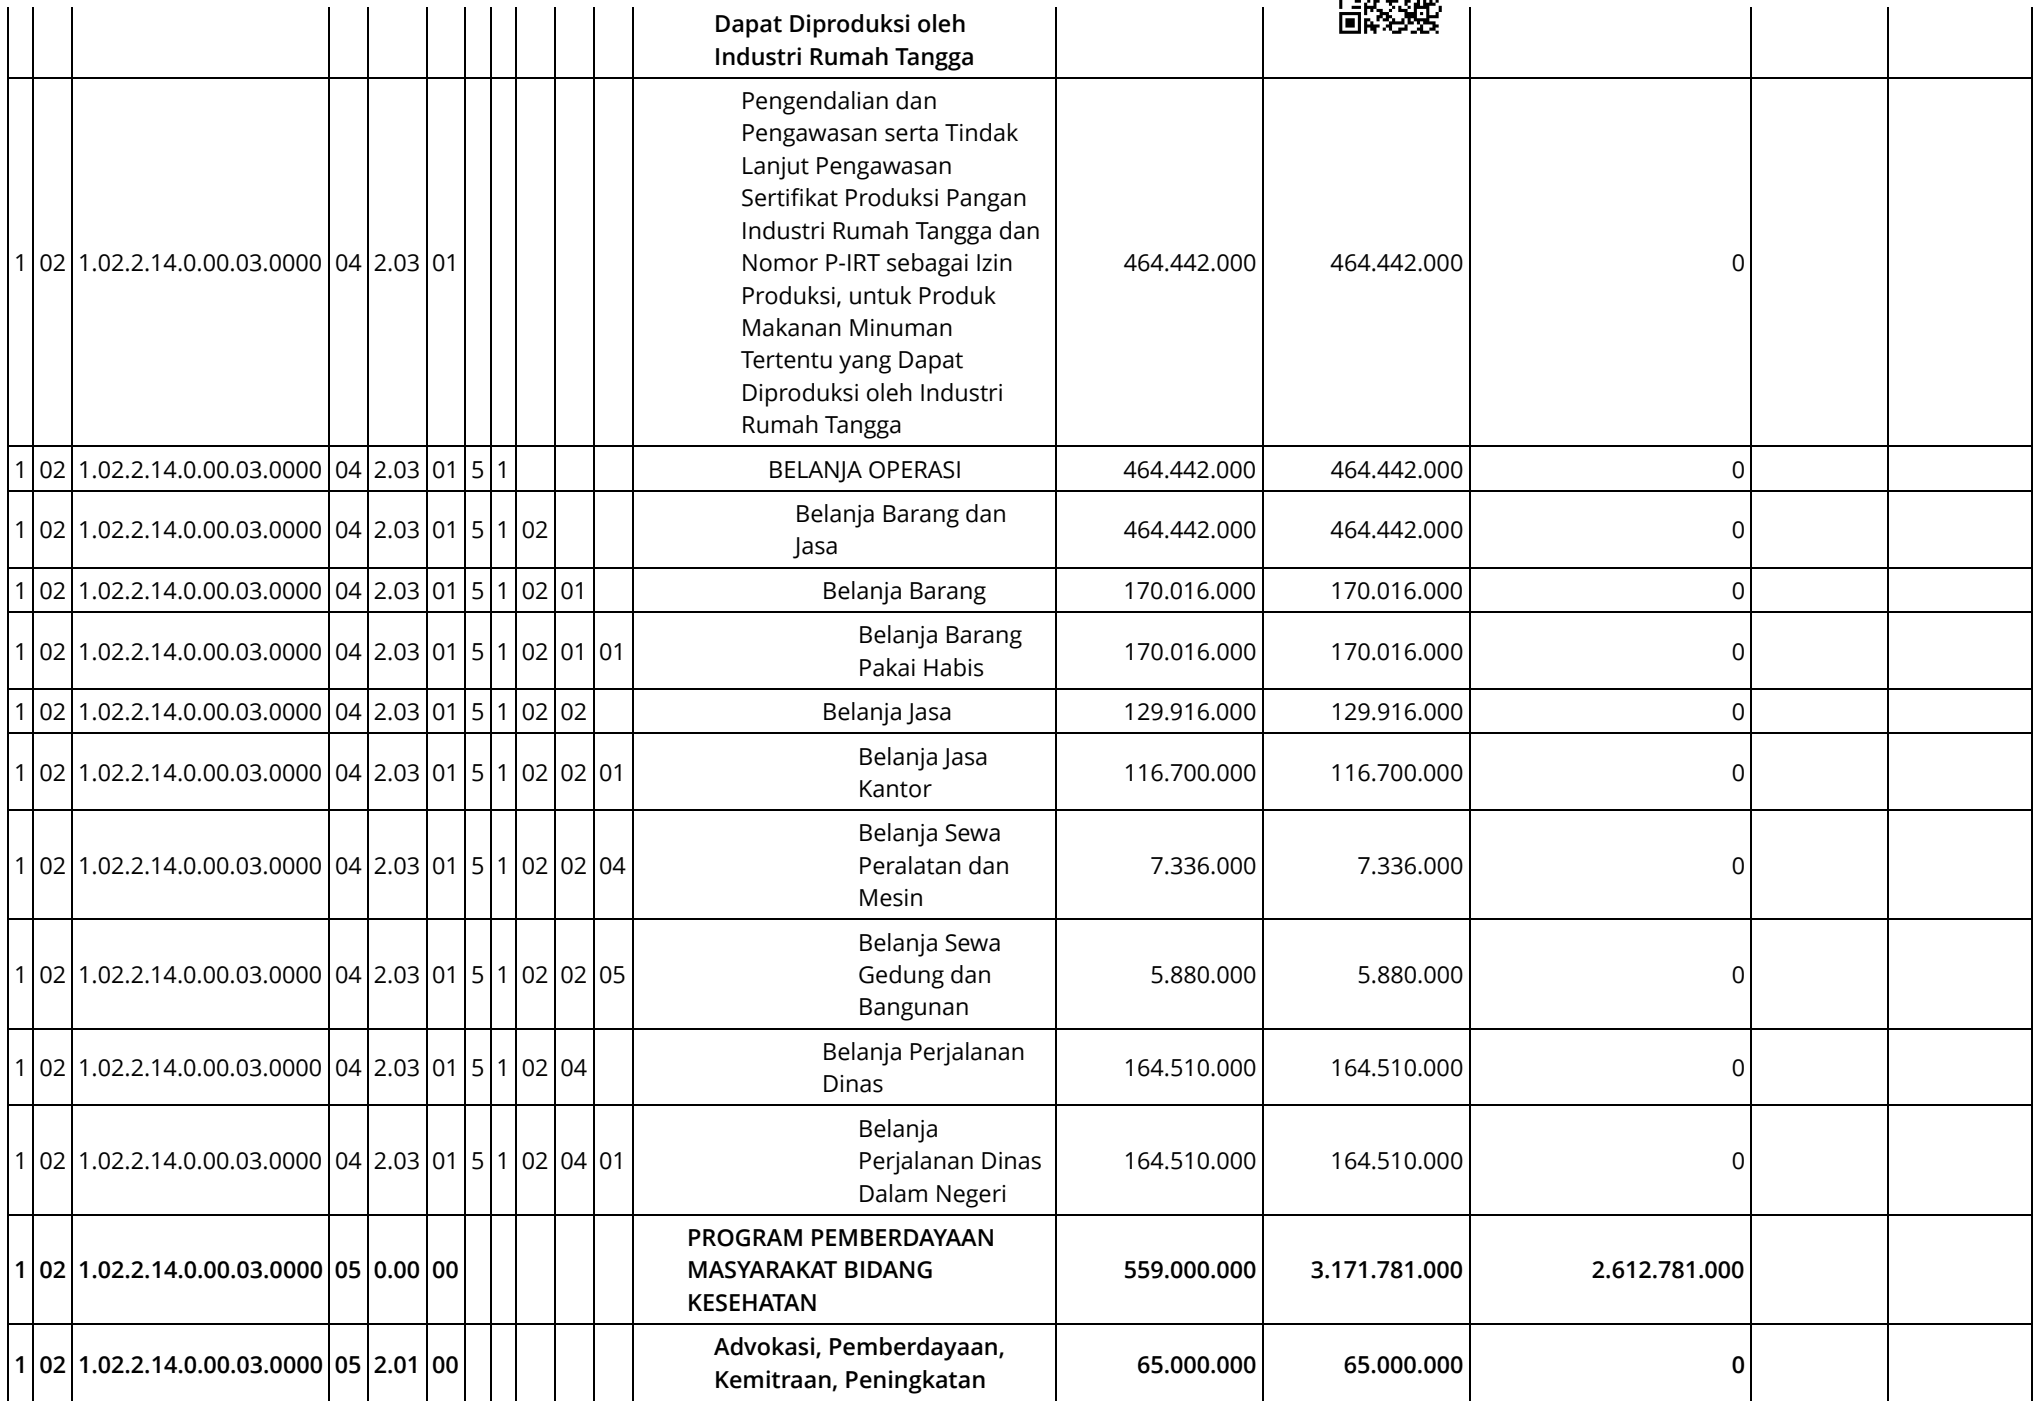 Dapat Diproduksi oleh
Industri Rumah Tangga
Pengendalian dan
Pengawasan serta Tindak
Lanjut Pengawasan
Sertifikat Produksi Pangan
Industri Rumah Tangga dan
1 02 1.02.2.14.0.00.03.0000 04 2.03 01 Nomor P-IRT sebagai Izin 464.442.000 464.442.000 0
Produksi, untuk Produk
Makanan Minuman
Tertentu yang Dapat
Diproduksi oleh Industri
Rumah Tangga
1 02 1.02.2.14.0.00.03.0000 04 2.03 01 5 1 BELANJA OPERASI 464.442.000 464.442.000 0
1 02 1.02.2.14.0.00.03.0000 04 2.03 01 5 1 02 Belanja Barang dan 464.442.000 464.442.000 0
Jasa
1 02 1.02.2.14.0.00.03.0000 04 2.03 01 5 1 02 01 Belanja Barang 170.016.000 170.016.000 0
1 02 1.02.2.14.0.00.03.0000 04 2.03 01 5 1 02 01 01 Belanja Barang 170.016.000 170.016.000 0
Pakai Habis
1 02 1.02.2.14.0.00.03.0000 04 2.03 01 5 1 02 02 Belanja Jasa 129.916.000 129.916.000 0
1 02 1.02.2.14.0.00.03.0000 04 2.03 01 5 1 02 02 01 Belanja Jasa 116.700.000 116.700.000 0
Kantor
Belanja Sewa
1 02 1.02.2.14.0.00.03.0000 04 2.03 01 5 1 02 02 04 Peralatan dan 7.336.000 7.336.000 0
Mesin
Belanja Sewa
1 02 1.02.2.14.0.00.03.0000 04 2.03 01 5 1 02 02 05 Gedung dan 5.880.000 5.880.000 0
Bangunan
1 02 1.02.2.14.0.00.03.0000 04 2.03 01 5 1 02 04 Belanja Perjalanan 164.510.000 164.510.000 0
Dinas
Belanja
1 02 1.02.2.14.0.00.03.0000 04 2.03 01 5 1 02 04 01 Perjalanan Dinas 164.510.000 164.510.000 0
Dalam Negeri
PROGRAM PEMBERDAYAAN
1 02 1.02.2.14.0.00.03.0000 05 0.00 00 MASYARAKAT BIDANG 559.000.000 3.171.781.000 2.612.781.000
KESEHATAN
1 02 1.02.2.14.0.00.03.0000 05 2.01 00 Advokasi, Pemberdayaan, 65.000.000 65.000.000 0
Kemitraan, Peningkatan